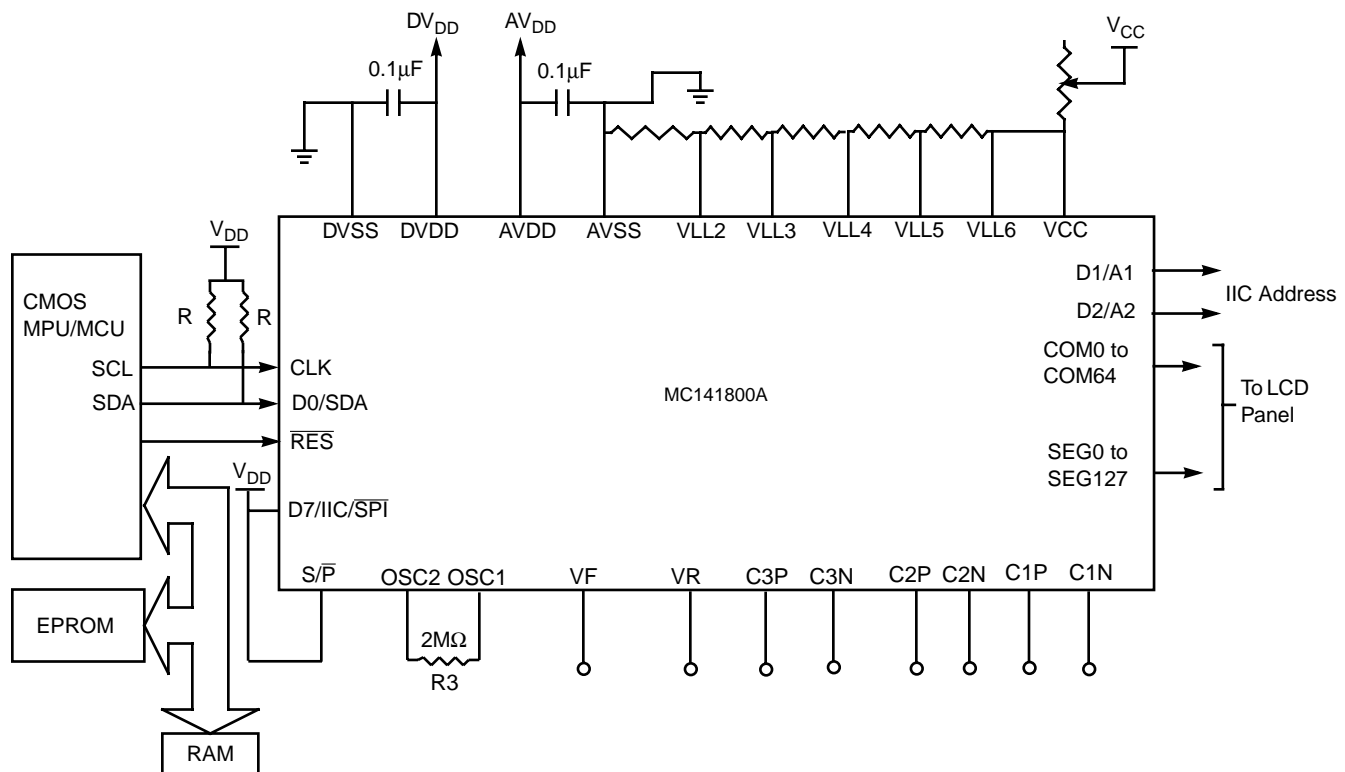 DVDD AVDD
VCC
0.1μF 0.1μF
DVSS DVDD AVDD AVSS VLL2 VLL3 VLL4 VLL5 VLL6 VCC
VDD
D1/A1
IIC Address
D2/A2
CMOS
MPU/MCU
R R
SCL CLK
SDA D0/SDA
RES
MC141800A
COM0 to
COM64
To LCD
Panel
SEG0 to
SEG127
VDD
D7/IIC/SPI
S/P OSC2 OSC1 VF VR C3P C3N C2P C2N C1P C1N
EPROM
2MΩ
R3
RAM